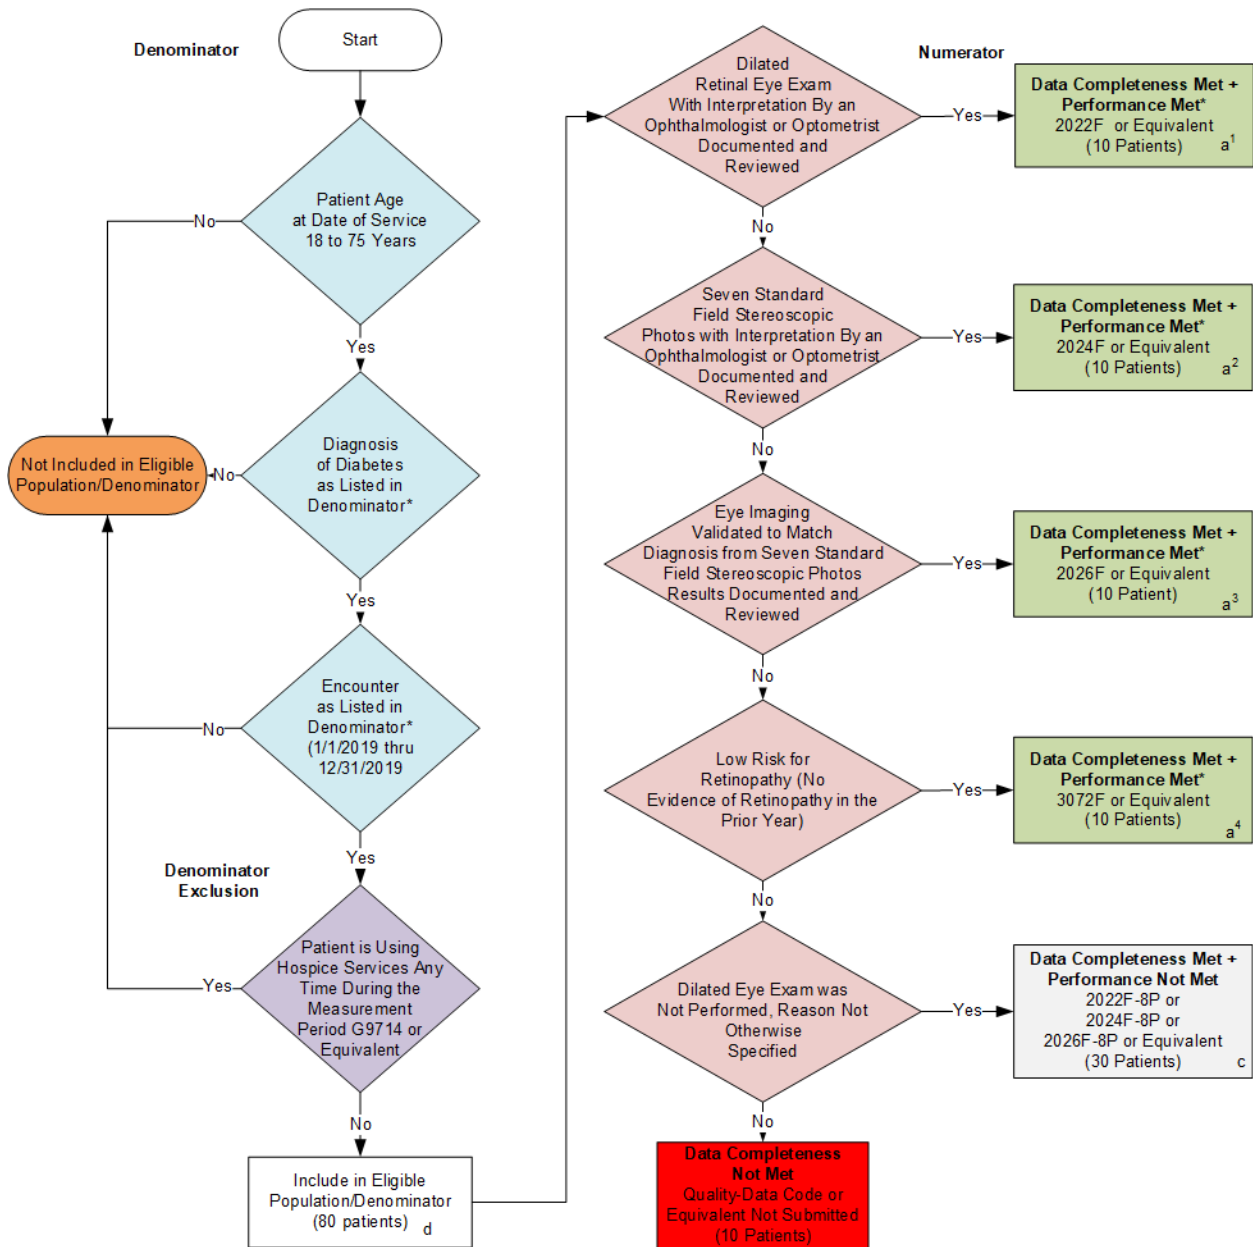 Denominator
Start
Patient Age
at Date of Service
18 to 75 Years
No
Yes
Diagnosis
of Diabetes
as Listed in
Denominator*
No
Not Included in Eligible
Population/Denominator
Yes
Encounter
as Listed in
Denominator*
(1/1/2019 thru
12/31/2019
No
Yes
Denominator
Exclusion
Patient is Using
Hospice Services Any
Time During the
Measurement
Period G9714 or
Equivalent
Yes
No
Include in Eligible
Population/Denominator
(80 patients)
d
Numerator
Dilated
Retinal Eye Exam
With Interpretation By an
Ophthalmologist or Optometrist
Documented and
Reviewed
Yes
Data Completeness Met +
Performance Met*
2022F or Equivalent
(10 Patients)
a1
No
Seven Standard
Field Stereoscopic
Photos with Interpretation By an
Ophthalmologist or Optometrist
Documented and
Reviewed
Yes
Data Completeness Met +
Performance Met*
2024F or Equivalent
(10 Patients)
a2
No
Eye Imaging
Validated to Match
Diagnosis from Seven Standard
Field Stereoscopic Photos
Results Documented and
Reviewed
Yes
Data Completeness Met +
Performance Met*
2026F or Equivalent
(10 Patient)
a3
No
Low Risk for
Retinopathy (No
Evidence of Retinopathy in the
Prior Year)
Yes
Data Completeness Met +
Performance Met*
3072F or Equivalent
(10 Patients)
a4
No
Dilated Eye Exam was
Not Performed, Reason Not
Otherwise
Specified
Yes
Data Completeness Met +
Performance Not Met
2022F-8P or
2024F-8P or
2026F-8P or Equivalent
(30 Patients)
c
No
Data Completeness
Not Met
Quality-Data Code or
Equivalent Not Submitted
(10 Patients)